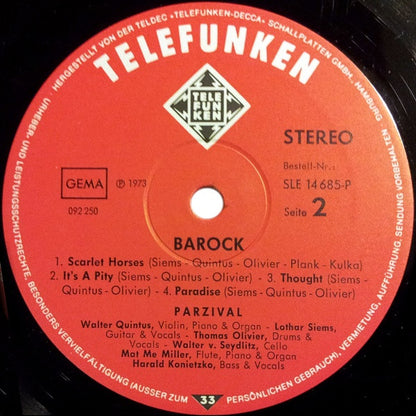 HERGESTELLT VON DER TELDEC »TELEFUNKEN-DECCA« SCHALLPLATTEN GMBH., HAMBURG · URHEBER- UND LEISTUNGSSCHUTZRECHTE, BESONDERS VERVIELFÄLTIGUNG (AUSSER ZUM PERSÖNLICHEN GEBRAUCH), VERMIETUNG, AUFFÜHRUNG, SENDUNG VORBEHALTEN
TELEFUNKEN
TELE
FUN
KEN
STEREO
Bestell-Nr.:
SLE 14 685-P
Seite 2
GEMA
℗ 1973
092 250
BAROCK
1. Scarlet Horses (Siems - Quintus - Olivier - Plank - Kulka)
2. It's A Pity (Siems - Quintus - Olivier) - 3. Thought (Siems -
Quintus - Olivier) - 4. Paradise (Siems - Quintus - Olivier)
PARZIVAL
Walter Quintus, Violin, Piano & Organ - Lothar Siems,
Guitar & Vocals - Thomas Olivier, Drums &
Vocals - Walter v. Seydlitz, Cello
Mat Me Miller, Flute, Piano & Organ
Harald Konietzko, Bass & Vocals
33